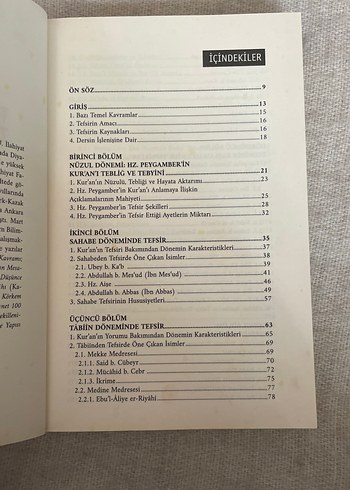 İÇİNDEKİLER
ÖN SÖZ 9
GİRİŞ 13
1. Bazı Temel Kavramlar 15
2. Tefsirin Amacı 16
3. Tefsirin Kaynakları 16
4. Dersin İşlenişine Dair 18
BİRİNCİ BÖLÜM
NÜZUL DÖNEMİ: HZ. PEYGAMBER'İN
KUR'AN'I TEBLİĞ VE TEBYİNİ 21
1. Kur'an'ın Nüzulü, Tebliği ve Hayata Aktarımı 23
2. Hz. Peygamber'in Kur'an'ı Anlamaya İlişkin
Açıklamalarının Mahiyeti 25
3. Hz. Peygamber'in Tefsir Şekilleri 28
4. Hz. Peygamber'in Tefsir Ettiği Ayetlerin Miktarı 32
İKİNCİ BÖLÜM
SAHABE DÖNEMİNDE TEFSİR 35
1. Kur'an'ın Tefsiri Bakımından Dönemin Karakteristikleri 37
2. Sahabeden Tefsirde Öne Çıkan İsimler 38
2.1. Ubey b. Ka'b 39
2.2. Abdullah b. Mes'ud (İbn Mes'ud) 41
2.3. Hz. Aişe 46
2.4. Abdullah b. Abbas (İbn Abbas) 49
3. Sahabe Tefsirinin Hususiyetleri 57
ÜÇÜNCÜ BÖLÜM
TÂBİÎN DÖNEMİNDE TEFSİR 63
1. Kur'an'ın Yorumu Bakımından Dönemin Karakteristikleri 65
2. Tâbiînden Tefsirde Öne Çıkan İsimler 69
2.1. Mekke Medresesi 69
2.1.1. Said b. Cübeyr 70
2.1.2. Mücâhid b. Cebr 72
2.1.3. İkrime 75
2.2. Medine Medresesi 77
2.2.1. Ebu'l-Âliye er-Riyâhî 78